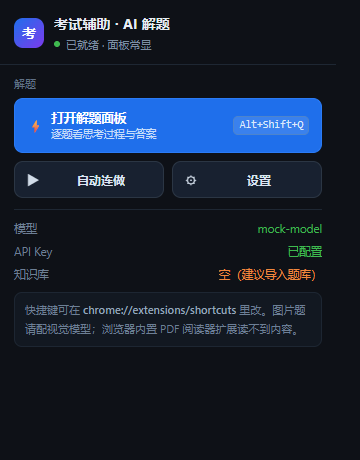 考
考试辅助 · AI 解题
已就绪 · 面板常显
解题
打开解题面板
逐题看思考过程与答案
Alt+Shift+Q
自动连做
设置
模型 mock-model
API Key 已配置
知识库 空（建议导入题库）
快捷键可在 chrome://extensions/shortcuts 里改。图片题
请配视觉模型；浏览器内置 PDF 阅读器扩展读不到内容。